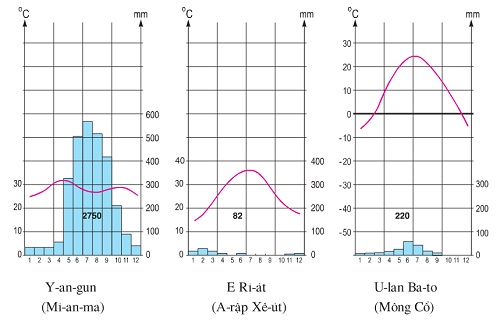 °C mm
600
500
400
30 300
20 200
2750
10 100
0 0
1 2 3 4 5 6 7 8 9 10 11 12
Y-an-gun
(Mi-an-ma)
°C mm
40 400
30 300
20 200
82
10 100
0 0
1 2 3 4 5 6 7 8 9 10 11 12
E Ri-át
(A-rập Xê-út)
°C mm
30
20
10
0
-10
-20
-30 300
-40 200
220
-50 100
0
1 2 3 4 5 6 7 8 9 10 11 12
U-lan Ba-to
(Mông Cổ)